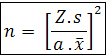 n = [Z.s / a.x̄]²